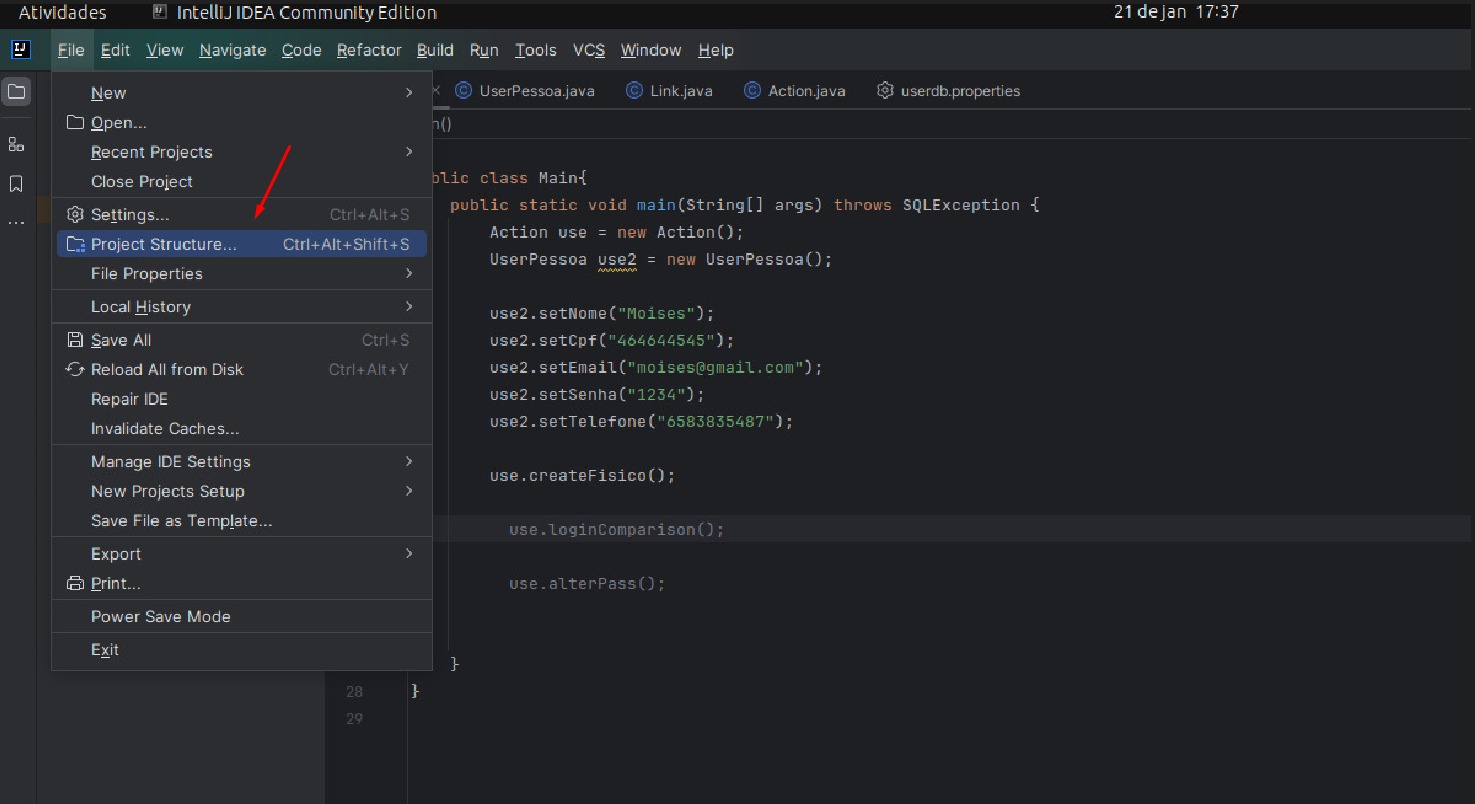 Atividades IntelliJ IDEA Community Edition 21 de jan 17:37
File Edit View Navigate Code Refactor Build Run Tools VCS Window Help
UserPessoa.java Link.java Action.java userdb.properties
n()
New
Open...
Recent Projects
Close Project
Settings... Ctrl+Alt+S
Project Structure... Ctrl+Alt+Shift+S
File Properties
Local History
Save All Ctrl+S
Reload All from Disk Ctrl+Alt+Y
Repair IDE
Invalidate Caches...
Manage IDE Settings
New Projects Setup
Save File as Template...
Export
Print...
Power Save Mode
Exit
blic class Main{
public static void main(String[] args) throws SQLException {
Action use = new Action();
UserPessoa use2 = new UserPessoa();
use2.setNome("Moises");
use2.setCpf("464644545");
use2.setEmail("moises@gmail.com");
use2.setSenha("1234");
use2.setTelefone("6583835487");
use.createFisico();
use.loginComparison();
use.alterPass();
}
28 }
29